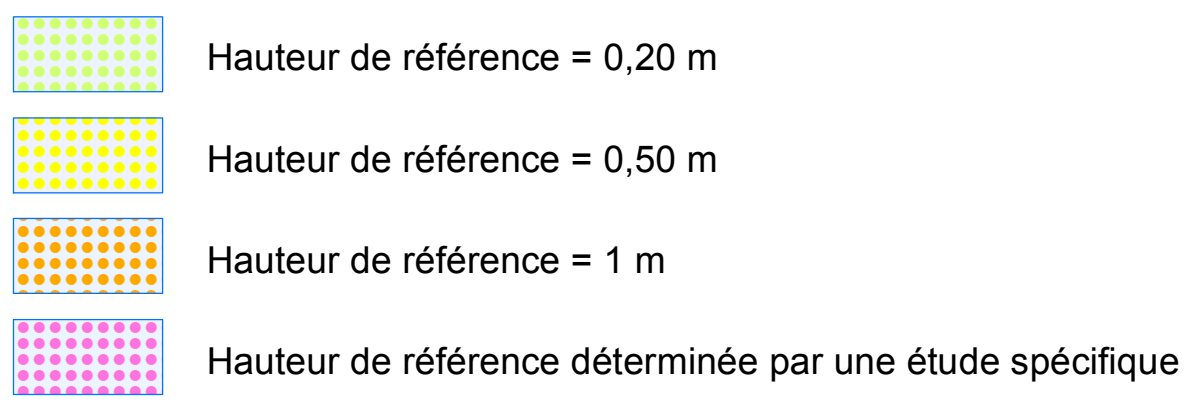 Hauteur de référence = 0,20 m
Hauteur de référence = 0,50 m
Hauteur de référence = 1 m
Hauteur de référence déterminée par une étude spécifique